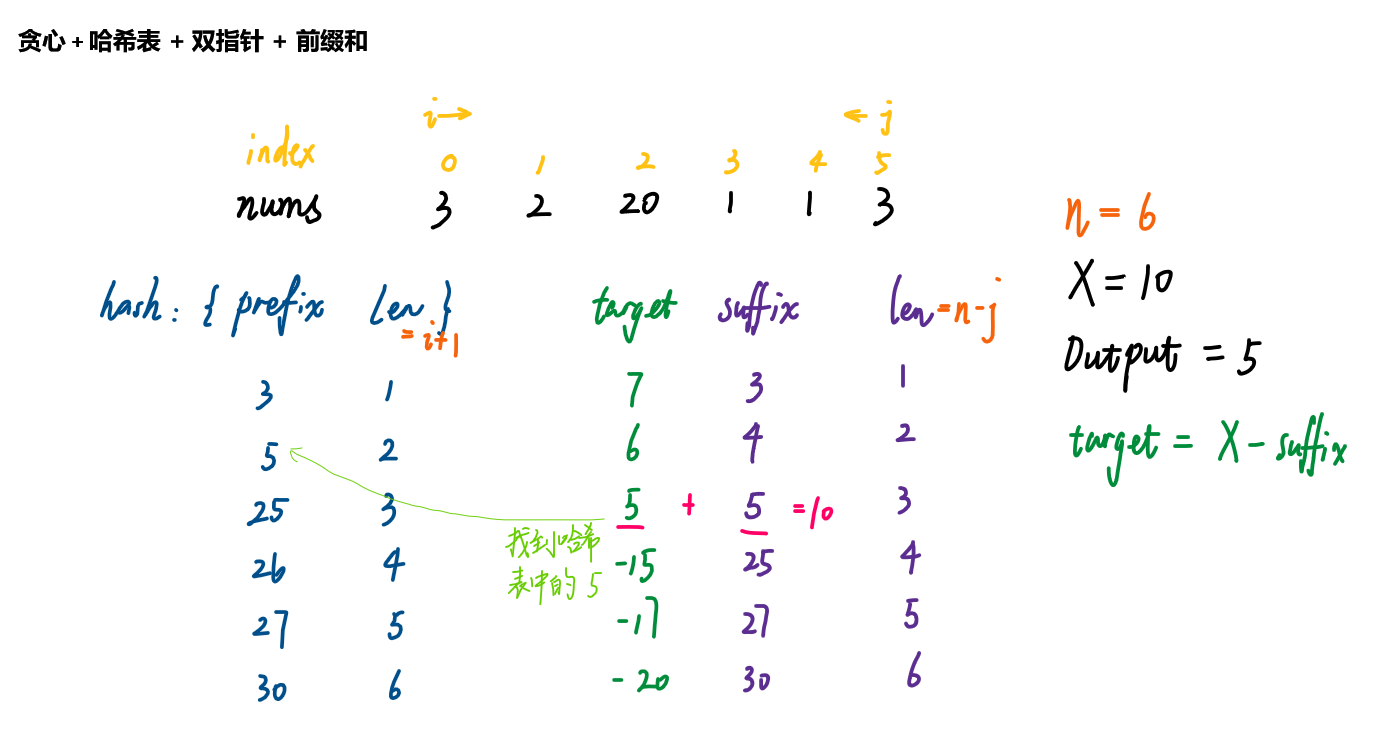 贪心 + 哈希表 + 双指针 + 前缀和
i→ ← j
index 0 1 2 3 4 5
nums 3 2 20 1 1 3
n = 6
hash: { prefix len } target suffix len = n - j
= i+1
X = 10
Output = 5
3 1 7 3 1
5 2 6 4 2
target = X - suffix
25 3 5 + 5 = 10 3
找到哈希
表中的 5
26 4 -15 25 4
27 5 -17 27 5
30 6 - 20 30 6